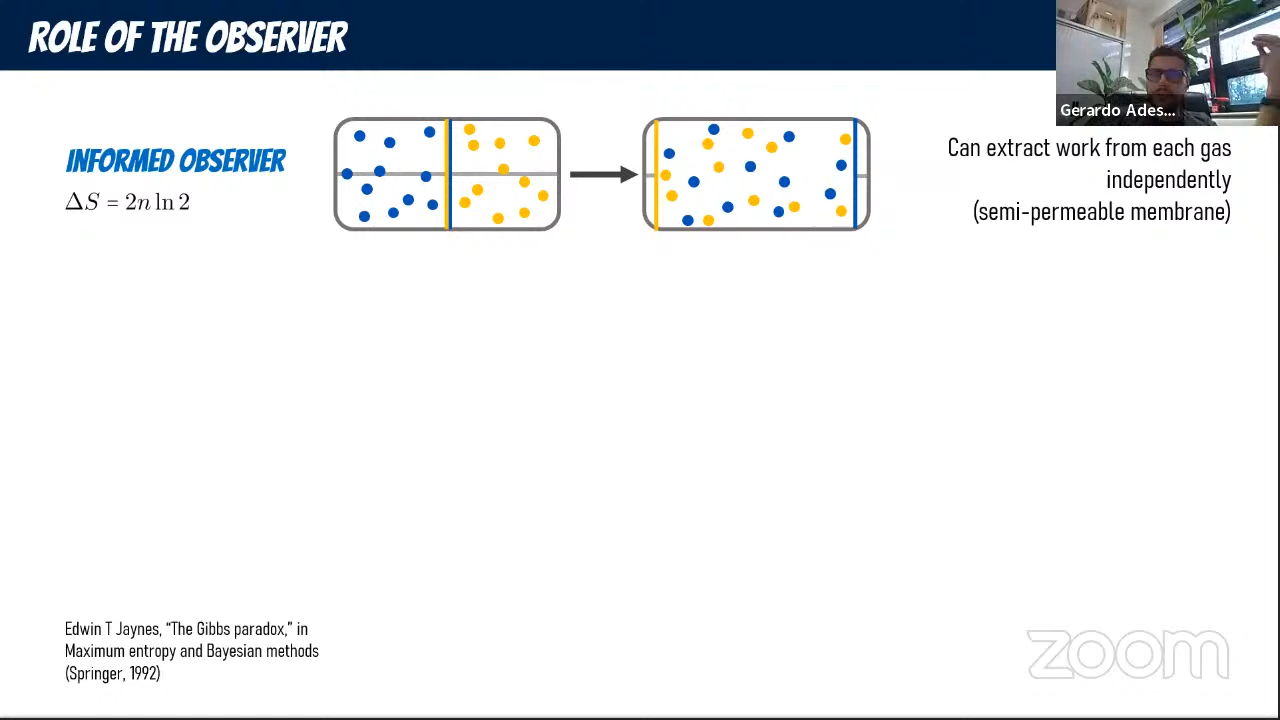 ROLE OF THE OBSERVER
Gerardo Ades...
INFORMED OBSERVER
ΔS = 2n ln 2
Can extract work from each gas
independently
(semi-permeable membrane)
Edwin T Jaynes, “The Gibbs paradox,” in
Maximum entropy and Bayesian methods
(Springer, 1992)
zoom